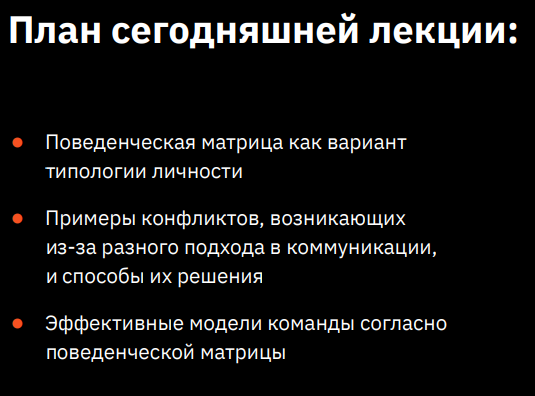 План сегодняшней лекции:
Поведенческая матрица как вариант
типологии личности
Примеры конфликтов, возникающих
из-за разного подхода в коммуникации,
и способы их решения
Эффективные модели команды согласно
поведенческой матрицы